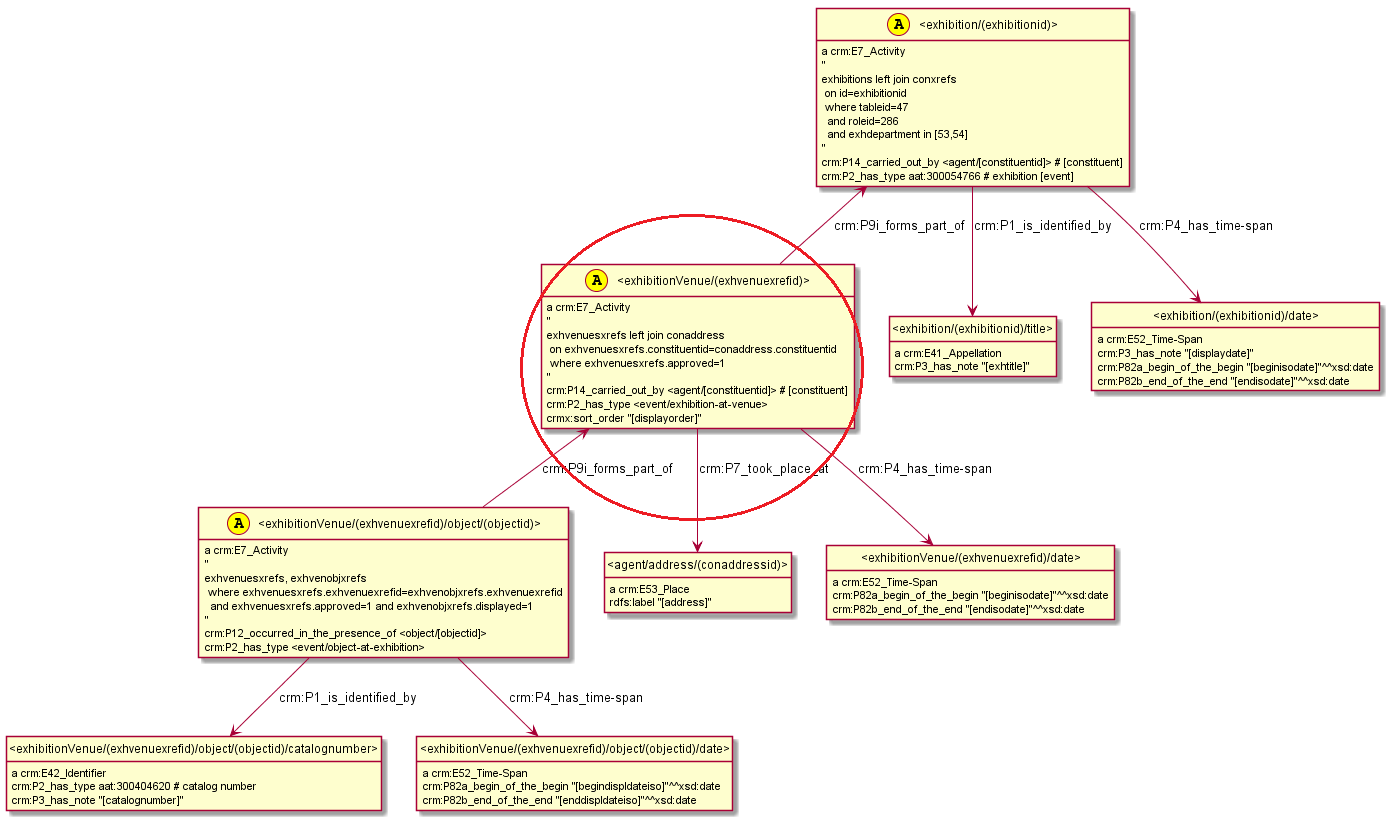 A <exhibition/(exhibitionid)>
a crm:E7_Activity
"
exhibitions left join conxrefs
on id=exhibitionid
where tableid=47
and roleid=286
and exhdepartment in [53,54]
"
crm:P14_carried_out_by <agent/[constituentid]> # [constituent]
crm:P2_has_type aat:300054766 # exhibition [event]
crm:P9i_forms_part_of
crm:P1_is_identified_by
crm:P4_has_time-span
A <exhibitionVenue/(exhvenuexrefid)>
a crm:E7_Activity
"
exhvenuesxrefs left join conaddress
on exhvenuesxrefs.constituentid=conaddress.constituentid
where exhvenuesxrefs.approved=1
"
crm:P14_carried_out_by <agent/[constituentid]> # [constituent]
crm:P2_has_type <event/exhibition-at-venue>
crmx:sort_order "[displayorder]"
<exhibition/(exhibitionid)/title>
a crm:E41_Appellation
crm:P3_has_note "[exhtitle]"
<exhibition/(exhibitionid)/date>
a crm:E52_Time-Span
crm:P3_has_note "[displaydate]"
crm:P82a_begin_of_the_begin "[beginisodate]"^^xsd:date
crm:P82b_end_of_the_end "[endisodate]"^^xsd:date
crm:P9i_forms_part_of
crm:P7_took_place_at
crm:P4_has_time-span
A <exhibitionVenue/(exhvenuexrefid)/object/(objectid)>
a crm:E7_Activity
"
exhvenuesxrefs, exhvenobjxrefs
where exhvenuesxrefs.exhvenuexrefid=exhvenobjxrefs.exhvenuexrefid
and exhvenuesxrefs.approved=1 and exhvenobjxrefs.displayed=1
"
crm:P12_occurred_in_the_presence_of <object/[objectid]>
crm:P2_has_type <event/object-at-exhibition>
<agent/address/(conaddressid)>
a crm:E53_Place
rdfs:label "[address]"
<exhibitionVenue/(exhvenuexrefid)/date>
a crm:E52_Time-Span
crm:P82a_begin_of_the_begin "[beginisodate]"^^xsd:date
crm:P82b_end_of_the_end "[endisodate]"^^xsd:date
crm:P1_is_identified_by
crm:P4_has_time-span
<exhibitionVenue/(exhvenuexrefid)/object/(objectid)/catalognumber>
a crm:E42_Identifier
crm:P2_has_type aat:300404620 # catalog number
crm:P3_has_note "[catalognumber]"
<exhibitionVenue/(exhvenuexrefid)/object/(objectid)/date>
a crm:E52_Time-Span
crm:P82a_begin_of_the_begin "[begindispldateiso]"^^xsd:date
crm:P82b_end_of_the_end "[enddispldateiso]"^^xsd:date